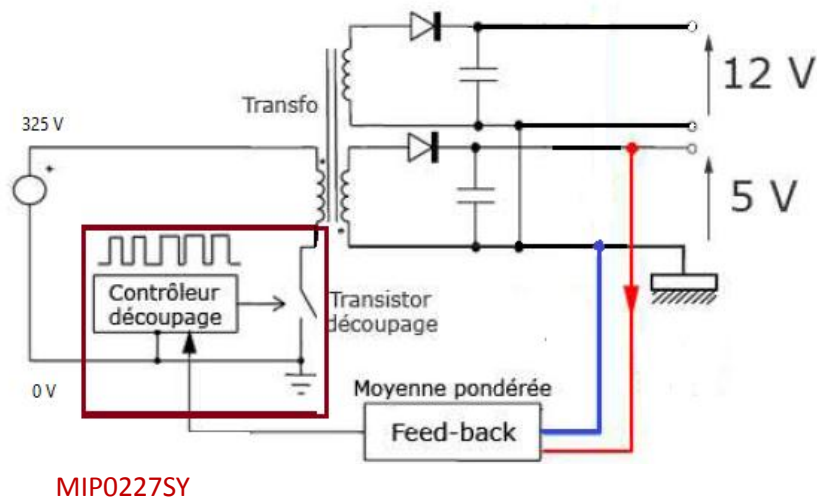 12 V
Transfo
325 V
5 V
Contrôleur
découpage
Transistor
découpage
0 V
Moyenne pondérée
Feed-back
MIP0227SY